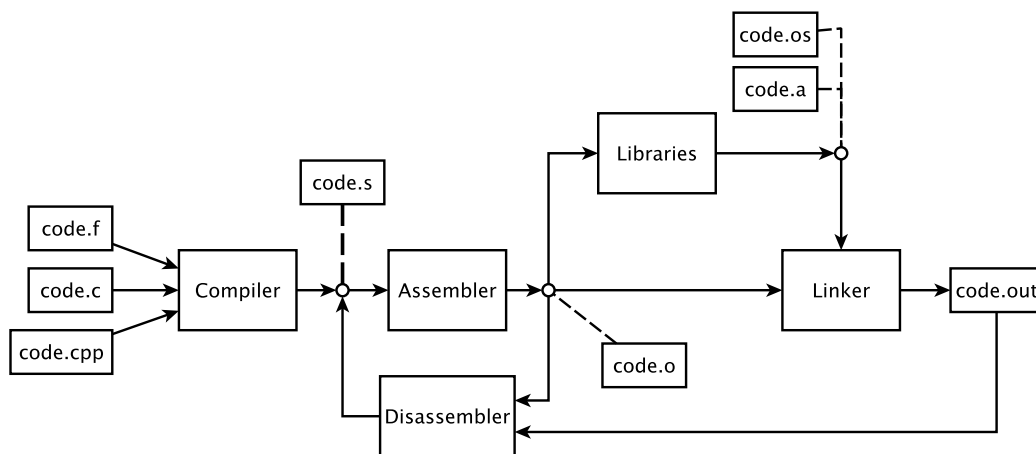 code.os
code.a
Libraries
code.s
code.f
code.c
code.cpp
Compiler
Assembler
Linker
code.out
code.o
Disassembler